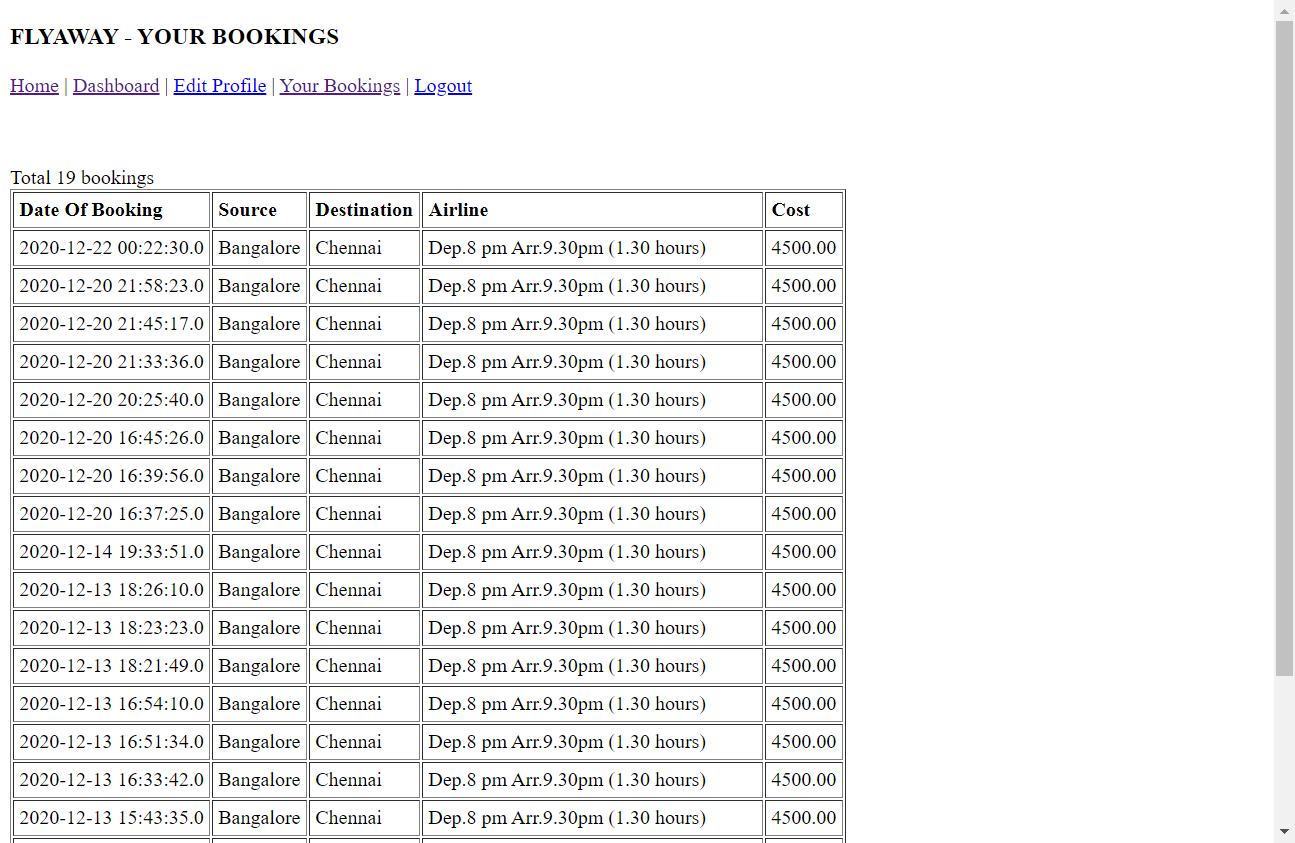 FLYAWAY - YOUR BOOKINGS
Home | Dashboard | Edit Profile | Your Bookings | Logout
Total 19 bookings
Date Of Booking Source Destination Airline Cost
2020-12-22 00:22:30.0 Bangalore Chennai Dep.8 pm Arr.9.30pm (1.30 hours) 4500.00
2020-12-20 21:58:23.0 Bangalore Chennai Dep.8 pm Arr.9.30pm (1.30 hours) 4500.00
2020-12-20 21:45:17.0 Bangalore Chennai Dep.8 pm Arr.9.30pm (1.30 hours) 4500.00
2020-12-20 21:33:36.0 Bangalore Chennai Dep.8 pm Arr.9.30pm (1.30 hours) 4500.00
2020-12-20 20:25:40.0 Bangalore Chennai Dep.8 pm Arr.9.30pm (1.30 hours) 4500.00
2020-12-20 16:45:26.0 Bangalore Chennai Dep.8 pm Arr.9.30pm (1.30 hours) 4500.00
2020-12-20 16:39:56.0 Bangalore Chennai Dep.8 pm Arr.9.30pm (1.30 hours) 4500.00
2020-12-20 16:37:25.0 Bangalore Chennai Dep.8 pm Arr.9.30pm (1.30 hours) 4500.00
2020-12-14 19:33:51.0 Bangalore Chennai Dep.8 pm Arr.9.30pm (1.30 hours) 4500.00
2020-12-13 18:26:10.0 Bangalore Chennai Dep.8 pm Arr.9.30pm (1.30 hours) 4500.00
2020-12-13 18:23:23.0 Bangalore Chennai Dep.8 pm Arr.9.30pm (1.30 hours) 4500.00
2020-12-13 18:21:49.0 Bangalore Chennai Dep.8 pm Arr.9.30pm (1.30 hours) 4500.00
2020-12-13 16:54:10.0 Bangalore Chennai Dep.8 pm Arr.9.30pm (1.30 hours) 4500.00
2020-12-13 16:51:34.0 Bangalore Chennai Dep.8 pm Arr.9.30pm (1.30 hours) 4500.00
2020-12-13 16:33:42.0 Bangalore Chennai Dep.8 pm Arr.9.30pm (1.30 hours) 4500.00
2020-12-13 15:43:35.0 Bangalore Chennai Dep.8 pm Arr.9.30pm (1.30 hours) 4500.00